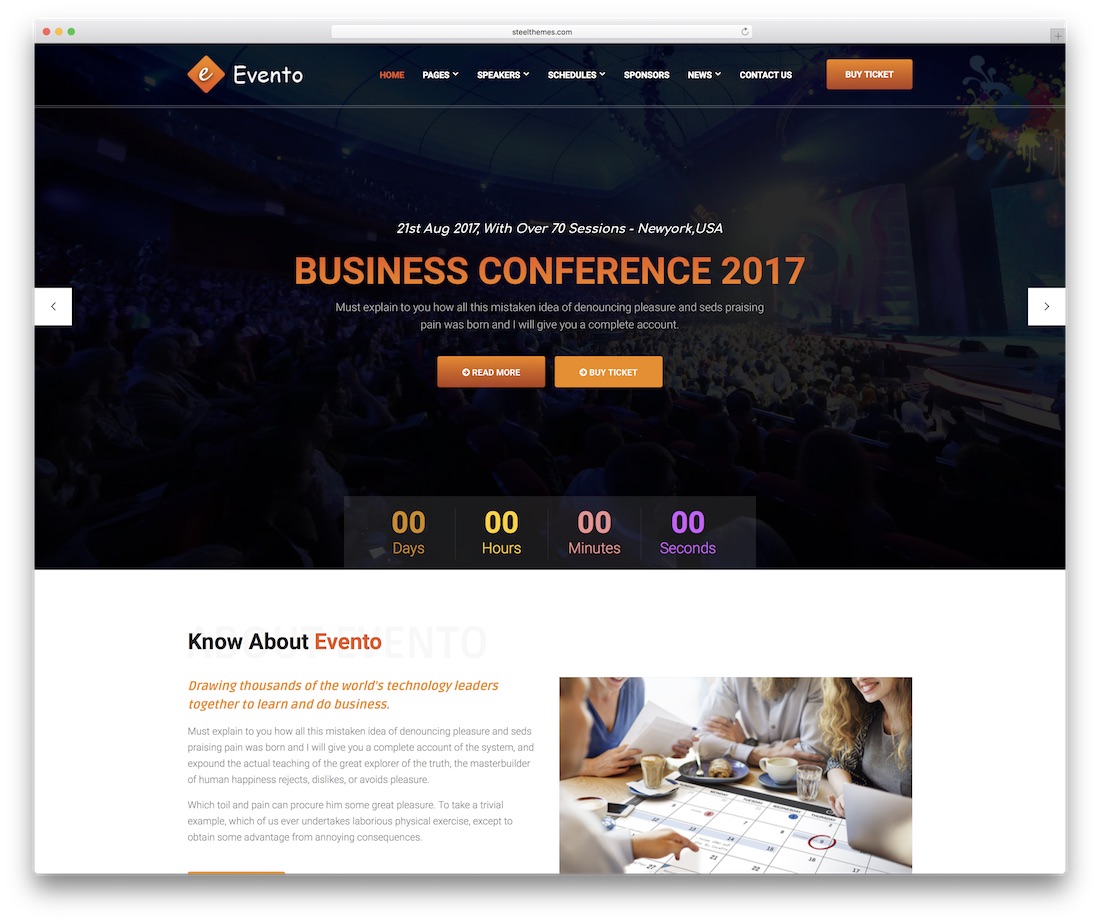 steelthemes.com
e Evento
HOME PAGES SPEAKERS SCHEDULES SPONSORS NEWS CONTACT US BUY TICKET
21st Aug 2017, With Over 70 Sessions - Newyork,USA
BUSINESS CONFERENCE 2017
Must explain to you how all this mistaken idea of denouncing pleasure and seds praising
pain was born and I will give you a complete account.
READ MORE BUY TICKET
00 00 00 00
Days Hours Minutes Seconds
ABOUT EVENTO
Know About Evento
Drawing thousands of the world's technology leaders
together to learn and do business.
Must explain to you how all this mistaken idea of denouncing pleasure and seds
praising pain was born and I will give you a complete account of the system, and
expound the actual teaching of the great explorer of the truth, the masterbuilder
of human happiness rejects, dislikes, or avoids pleasure.
Which toil and pain can procure him some great pleasure. To take a trivial
example, which of us ever undertakes laborious physical exercise, except to
obtain some advantage from annoying consequences.